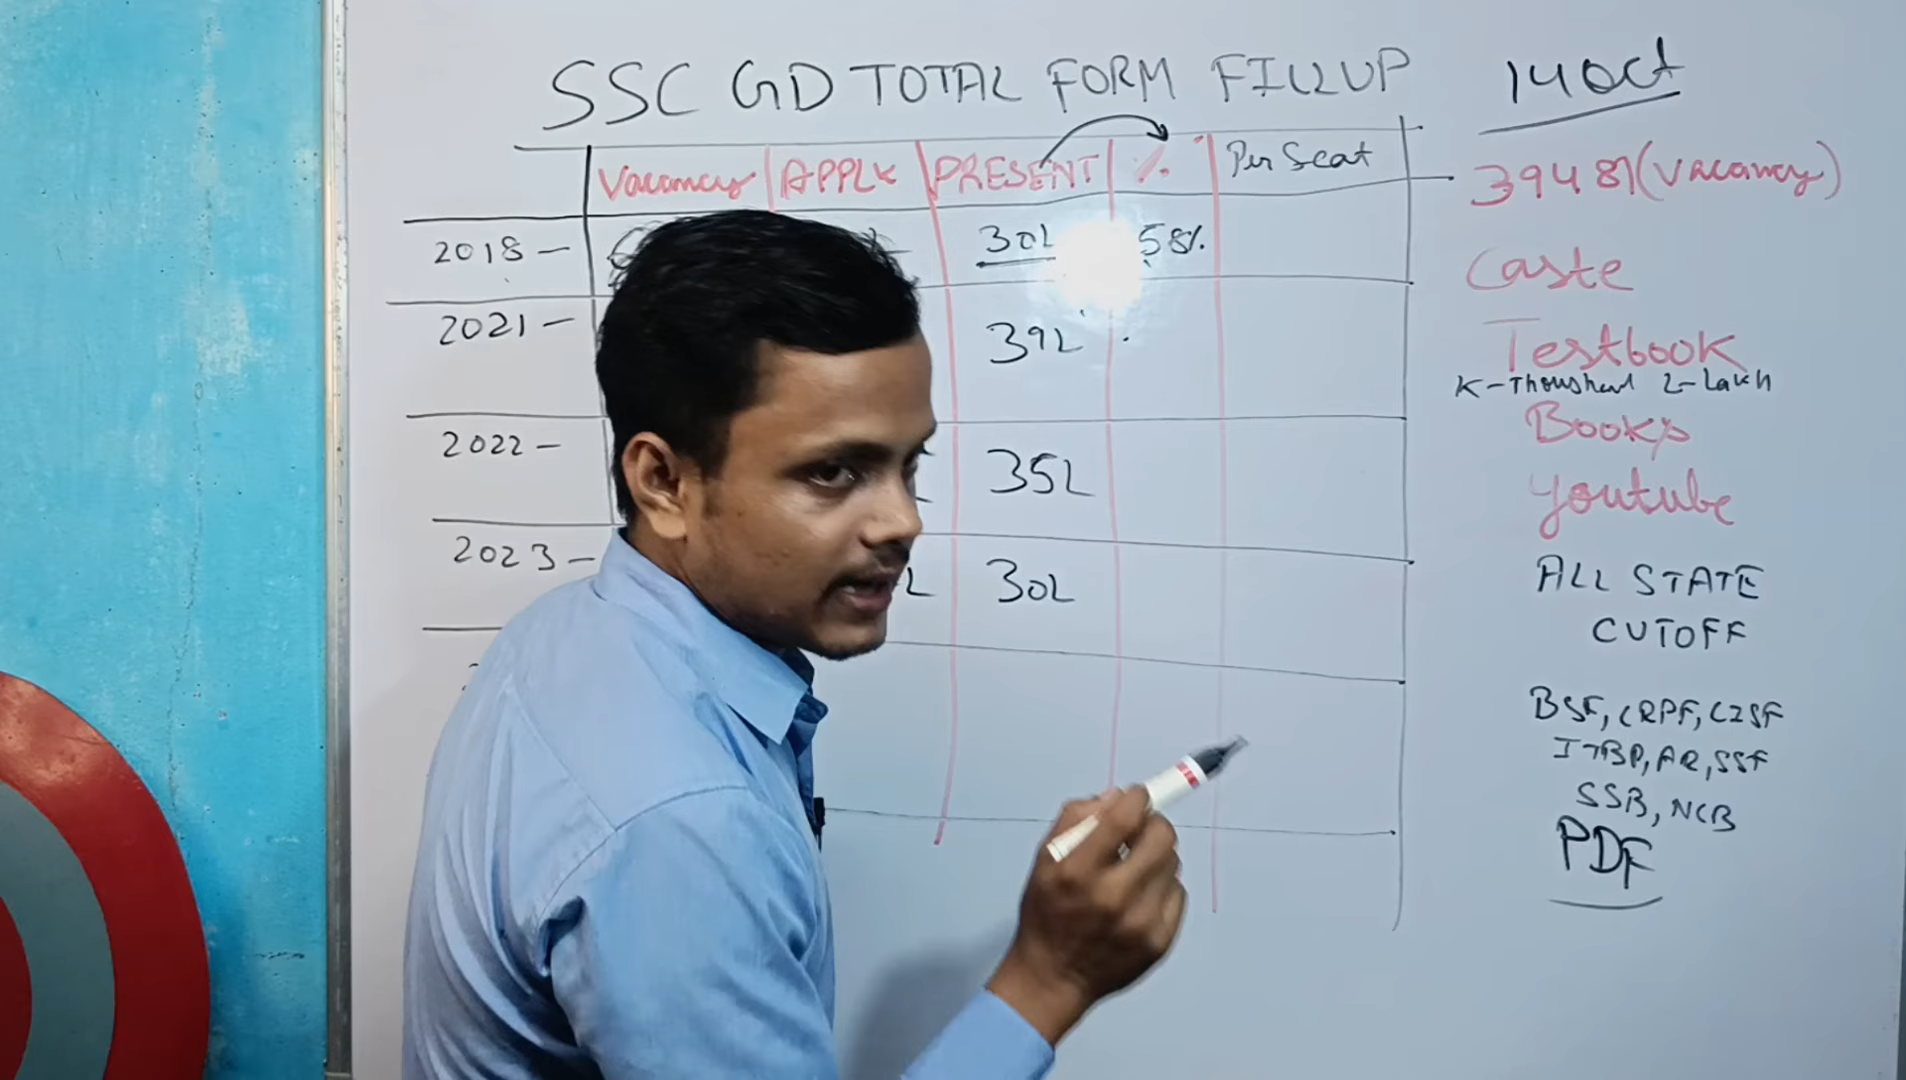 SSC GD TOTAL FORM FILLUP
14 Oct
Vacancy APPLK PRESENT % Per Seat
39481 (Vacancy)
2018 - 30L 58%
Caste
2021 - 39L
Testbook
K-Thoushand L-Lakh
Books
2022 - 35L
Youtube
2023 - L 30L
ALL STATE
CUTOFF
BSF, CRPF, CISF
ITBP, AR, SSF
SSB, NCB
PDF